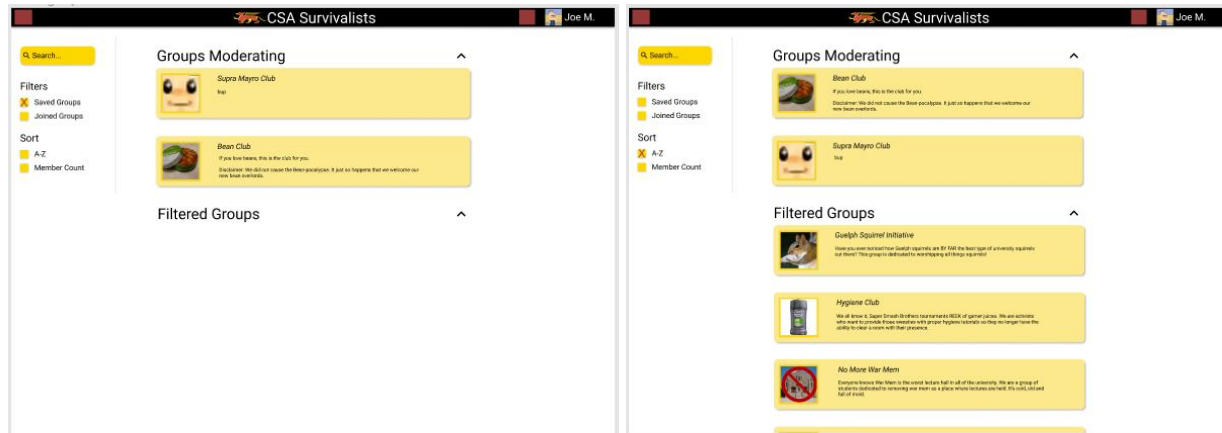 CSA Survivalists
Joe M.
Search...
Filters
X Saved Groups
Joined Groups
Sort
A-Z
Member Count
Groups Moderating
Supra Mayro Club
Sup
Bean Club
If you love beans, this is the club for you.
Disclaimer: We did not cause the Bean-pocalypse. It just so happens that we welcome our
new bean overlords.
Filtered Groups
CSA Survivalists
Joe M.
Search...
Filters
Saved Groups
Joined Groups
Sort
X A-Z
Member Count
Groups Moderating
Bean Club
If you love beans, this is the club for you.
Disclaimer: We did not cause the Bean-pocalypse. It just so happens that we welcome our
new bean overlords.
Supra Mayro Club
Sup
Filtered Groups
Guelph Squirrel Initiative
Have you ever noticed how Guelph squirrels are BY FAR the best type of university squirrels
out there? This group is dedicated to worshipping all things squirrels!
Hygiene Club
We all know it, Super Smash Brothers tournaments REEK of gamer juices. We are activists
who want to provide those sweaties with proper hygiene tutorials so they no longer have the
ability to clear a room with their presence.
No More War Mem
Everyone knows War Mem is the worst lecture hall in all of the university. We are a group of
students dedicated to removing war mem as a place where lectures are held. It's cold, old and
full of mold.